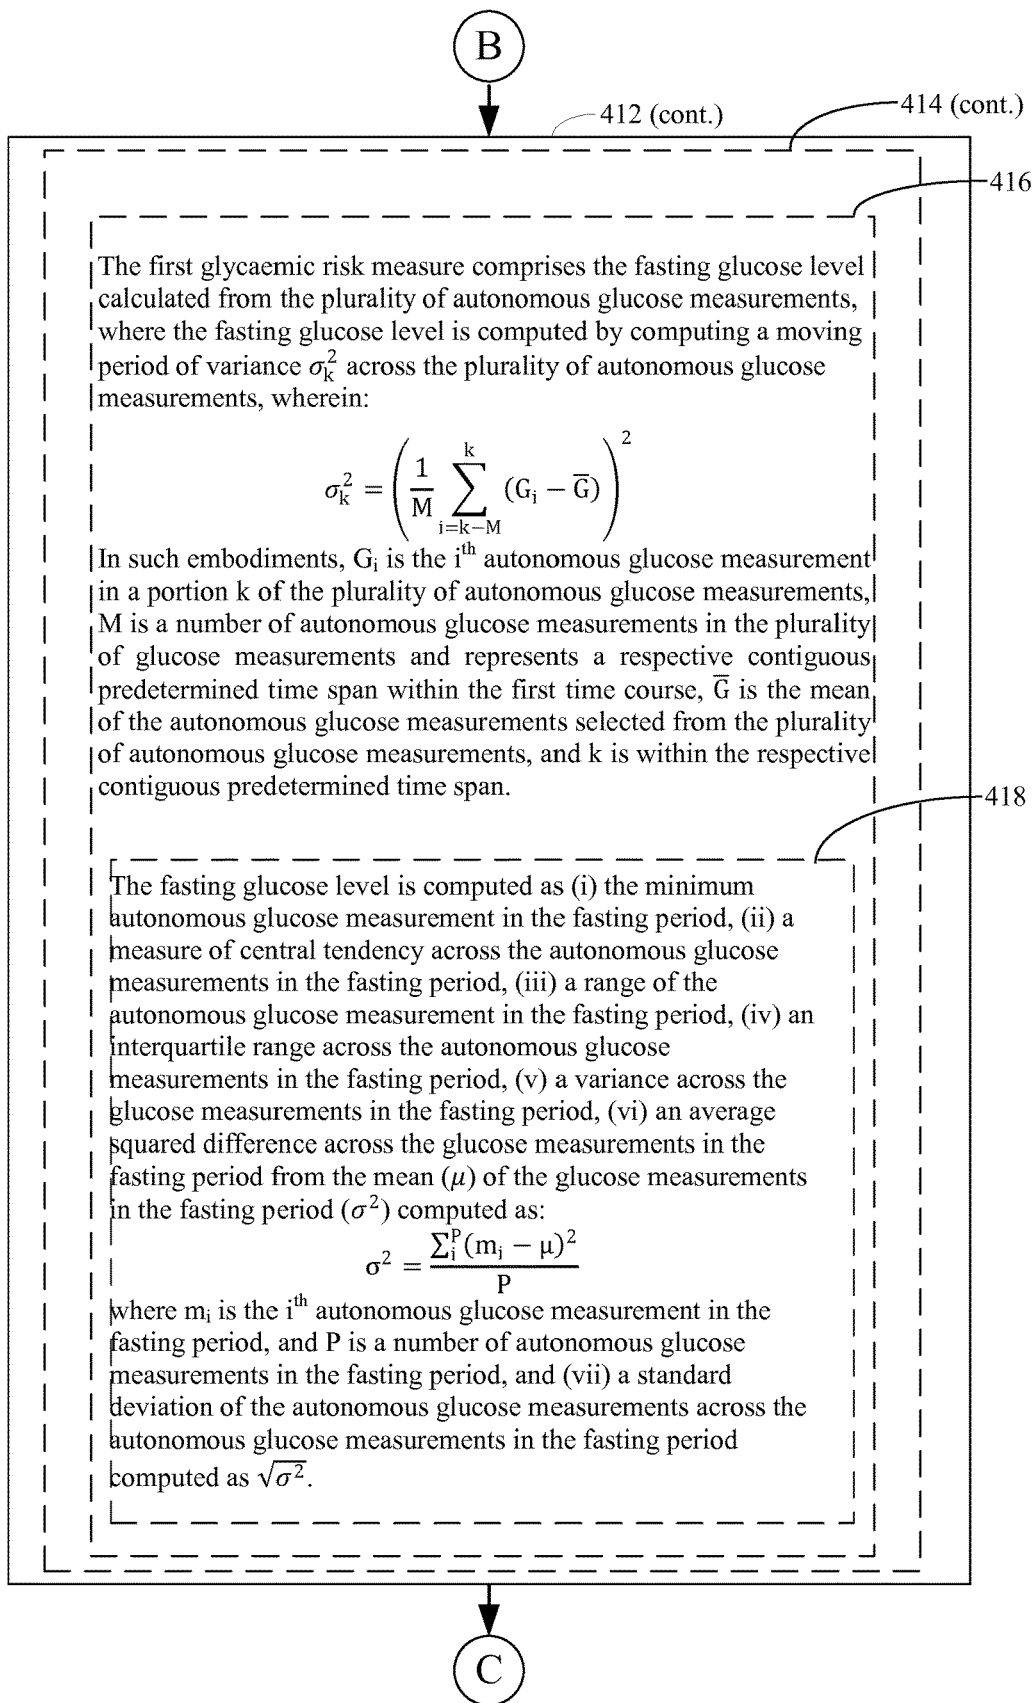 B
412 (cont.)
414 (cont.)
416
The first glycaemic risk measure comprises the fasting glucose level
calculated from the plurality of autonomous glucose measurements,
where the fasting glucose level is computed by computing a moving
period of variance σ_k^2 across the plurality of autonomous glucose
measurements, wherein:
σ_k^2 = ( 1/M ∑_{i=k−M}^{k} (G_i − G̅) )^2
In such embodiments, G_i is the i^th autonomous glucose measurement
in a portion k of the plurality of autonomous glucose measurements,
M is a number of autonomous glucose measurements in the plurality
of glucose measurements and represents a respective contiguous
predetermined time span within the first time course, G̅ is the mean
of the autonomous glucose measurements selected from the plurality
of autonomous glucose measurements, and k is within the respective
contiguous predetermined time span.
418
The fasting glucose level is computed as (i) the minimum
autonomous glucose measurement in the fasting period, (ii) a
measure of central tendency across the autonomous glucose
measurements in the fasting period, (iii) a range of the
autonomous glucose measurement in the fasting period, (iv) an
interquartile range across the autonomous glucose
measurements in the fasting period, (v) a variance across the
glucose measurements in the fasting period, (vi) an average
squared difference across the glucose measurements in the
fasting period from the mean (μ) of the glucose measurements
in the fasting period (σ^2) computed as:
σ^2 = ∑_i^P (m_i − μ)^2 / P
where m_i is the i^th autonomous glucose measurement in the
fasting period, and P is a number of autonomous glucose
measurements in the fasting period, and (vii) a standard
deviation of the autonomous glucose measurements across the
autonomous glucose measurements in the fasting period
computed as √σ^2.
C